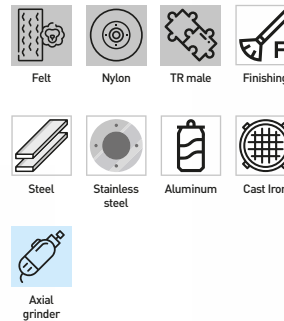 Felt
Nylon
TR male
Finishing
F
Steel
Stainless
steel
Aluminum
Cast Iron
Axial
grinder